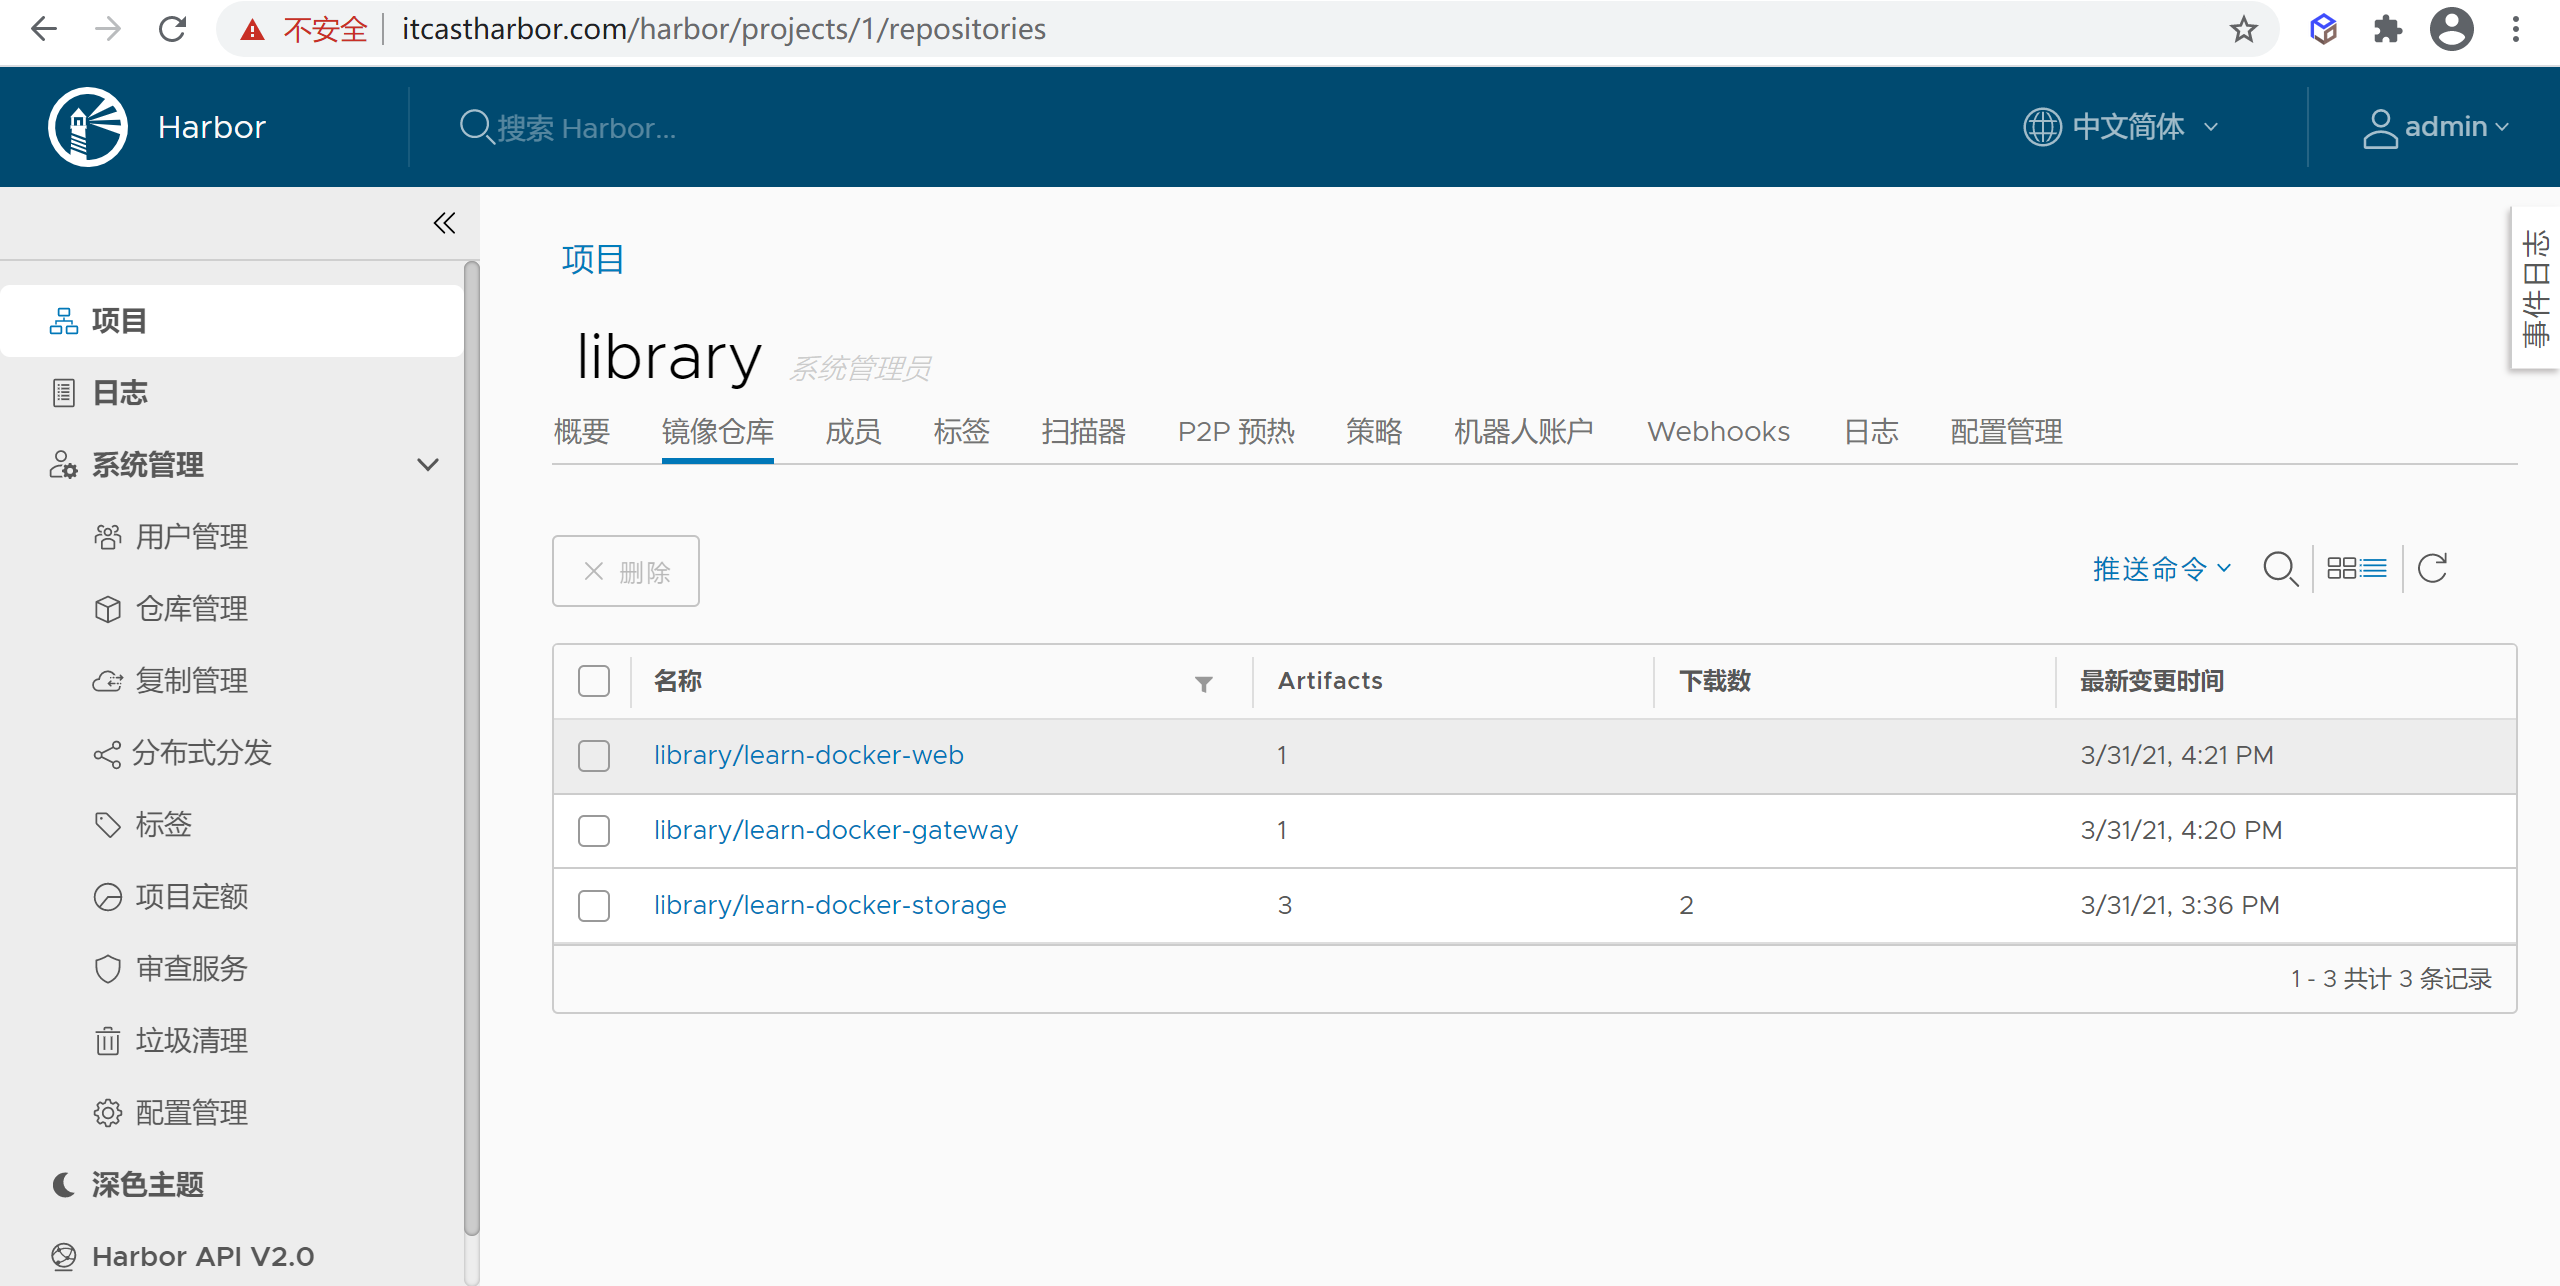 不安全 itcastharbor.com/harbor/projects/1/repositories
Harbor
搜索 Harbor...
中文简体
admin
事件日志
项目
日志
系统管理
用户管理
仓库管理
复制管理
分布式分发
标签
项目定额
审查服务
垃圾清理
配置管理
深色主题
Harbor API V2.0
项目
library 系统管理员
概要 镜像仓库 成员 标签 扫描器 P2P 预热 策略 机器人账户 Webhooks 日志 配置管理
删除
推送命令
名称 Artifacts 下载数 最新变更时间
library/learn-docker-web 1 3/31/21, 4:21 PM
library/learn-docker-gateway 1 3/31/21, 4:20 PM
library/learn-docker-storage 3 2 3/31/21, 3:36 PM
1 - 3 共计 3 条记录